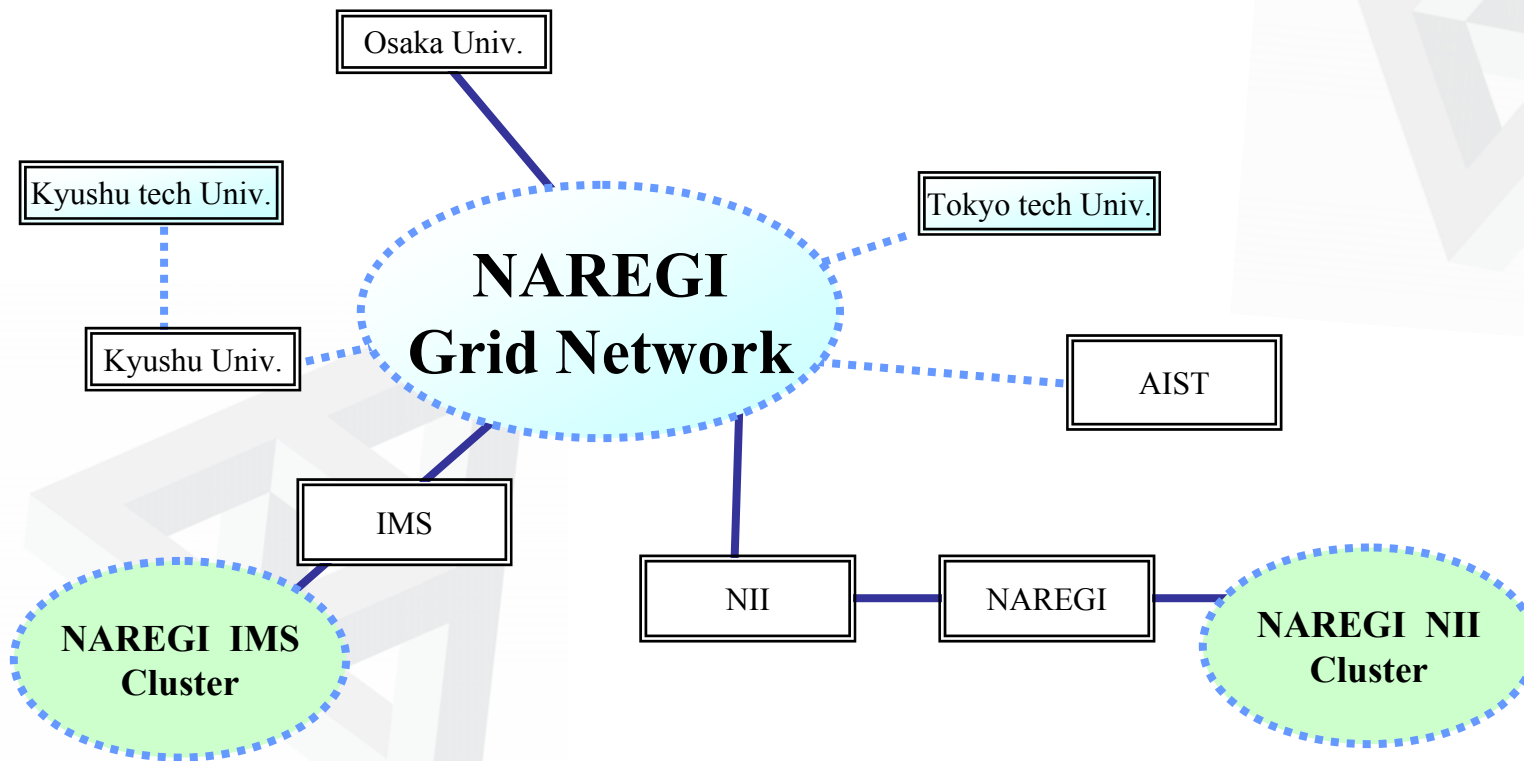 Osaka Univ.
Kyushu tech Univ.
Tokyo tech Univ.
NAREGI
Grid Network
Kyushu Univ.
AIST
IMS
NII
NAREGI
NAREGI IMS
Cluster
NAREGI NII
Cluster